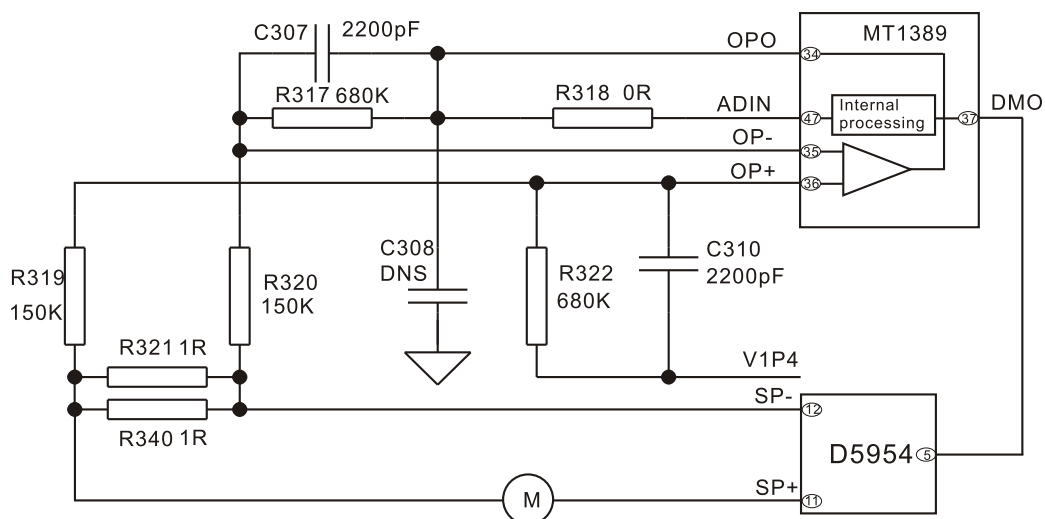 C307 2200pF
MT1389
OPO 34
R317 680K
R318 0R
ADIN 47
Internal
processing
37 DMO
OP- 35
OP+ 36
R319
150K
R320
150K
C308
DNS
R322
680K
C310
2200pF
R321 1R
V1P4
R340 1R
SP- 12
D5954 5
M
SP+ 11